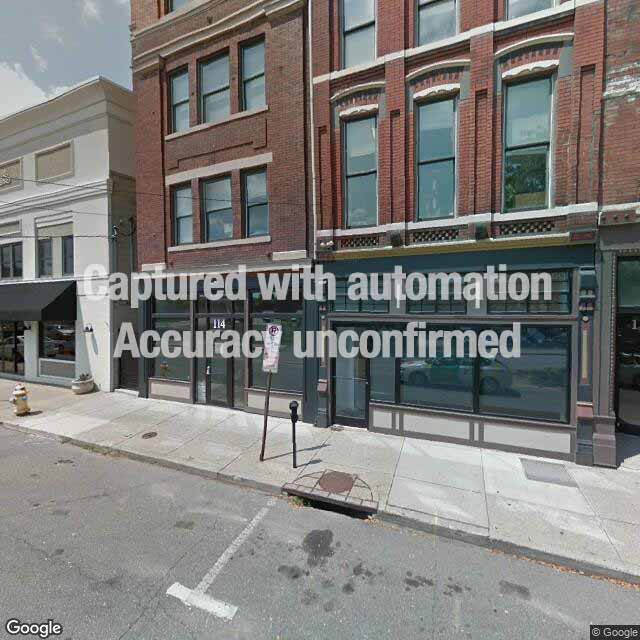 Captured with automation
Accuracy unconfirmed
114
P
Google
© Google